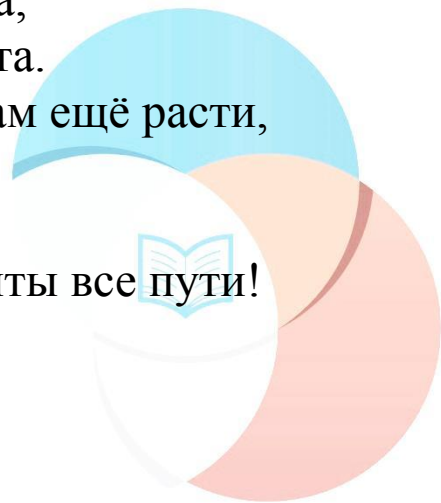 а,
та.
ам ещё расти,
ты все пути!